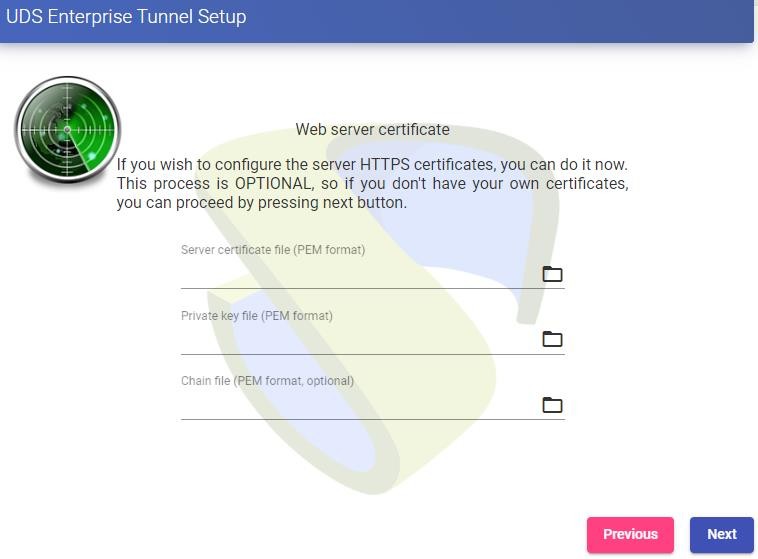 UDS Enterprise Tunnel Setup
Web server certificate
If you wish to configure the server HTTPS certificates, you can do it now.
This process is OPTIONAL, so if you don't have your own certificates,
you can proceed by pressing next button.
Server certificate file (PEM format)
Private key file (PEM format)
Chain file (PEM format, optional)
Previous Next